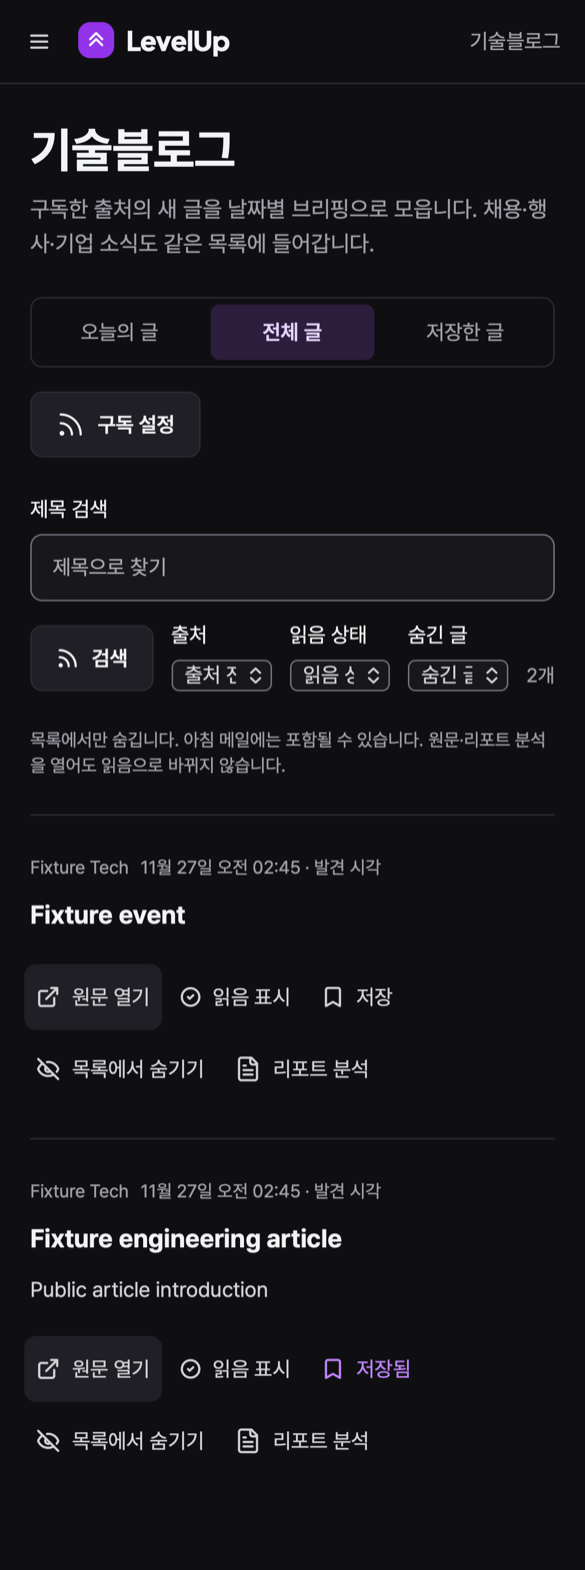 LevelUp
기술블로그
기술블로그
구독한 출처의 새 글을 날짜별 브리핑으로 모읍니다. 채용·행
사·기업 소식도 같은 목록에 들어갑니다.
오늘의 글
전체 글
저장한 글
구독 설정
제목 검색
제목으로 찾기
검색
출처
읽음 상태
숨긴 글
출처
읽음
숨긴
2개
목록에서만 숨깁니다. 아침 메일에는 포함될 수 있습니다. 원문·리포트 분석
을 열어도 읽음으로 바뀌지 않습니다.
Fixture Tech 11월 27일 오전 02:45 · 발견 시각
Fixture event
원문 열기
읽음 표시
저장
목록에서 숨기기
리포트 분석
Fixture Tech 11월 27일 오전 02:45 · 발견 시각
Fixture engineering article
Public article introduction
원문 열기
읽음 표시
저장됨
목록에서 숨기기
리포트 분석